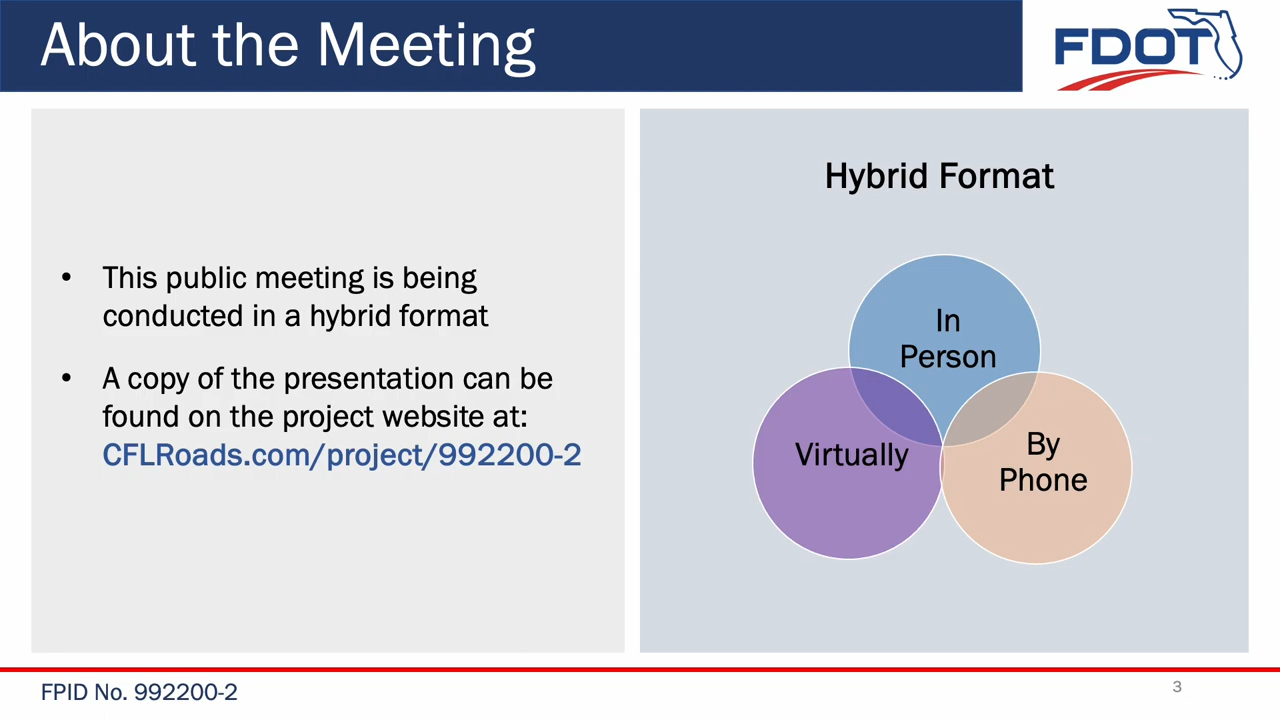 About the Meeting
FDOT
• This public meeting is being
conducted in a hybrid format
• A copy of the presentation can be
found on the project website at:
CFLRoads.com/project/992200-2
Hybrid Format
In
Person
Virtually
By
Phone
FPID No. 992200-2
3